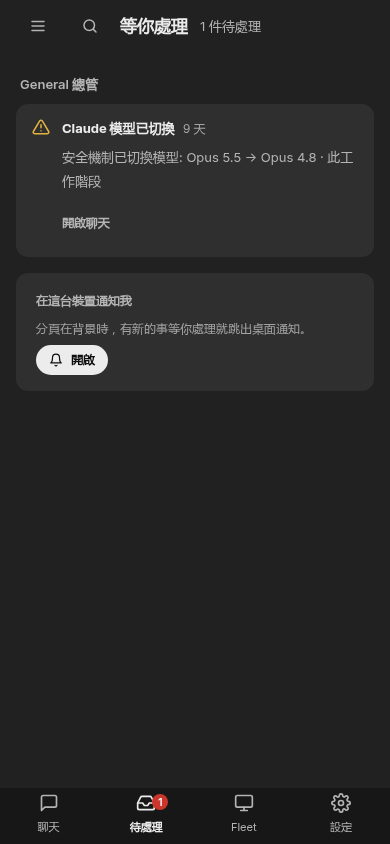 等你處理 1 件待處理
General 總管
Claude 模型已切換 9 天
安全機制已切換模型: Opus 5.5 → Opus 4.8 · 此工
作階段
開啟聊天
在這台裝置通知我
分頁在背景時，有新的事等你處理就跳出桌面通知。
開啟
1
聊天 待處理 Fleet 設定